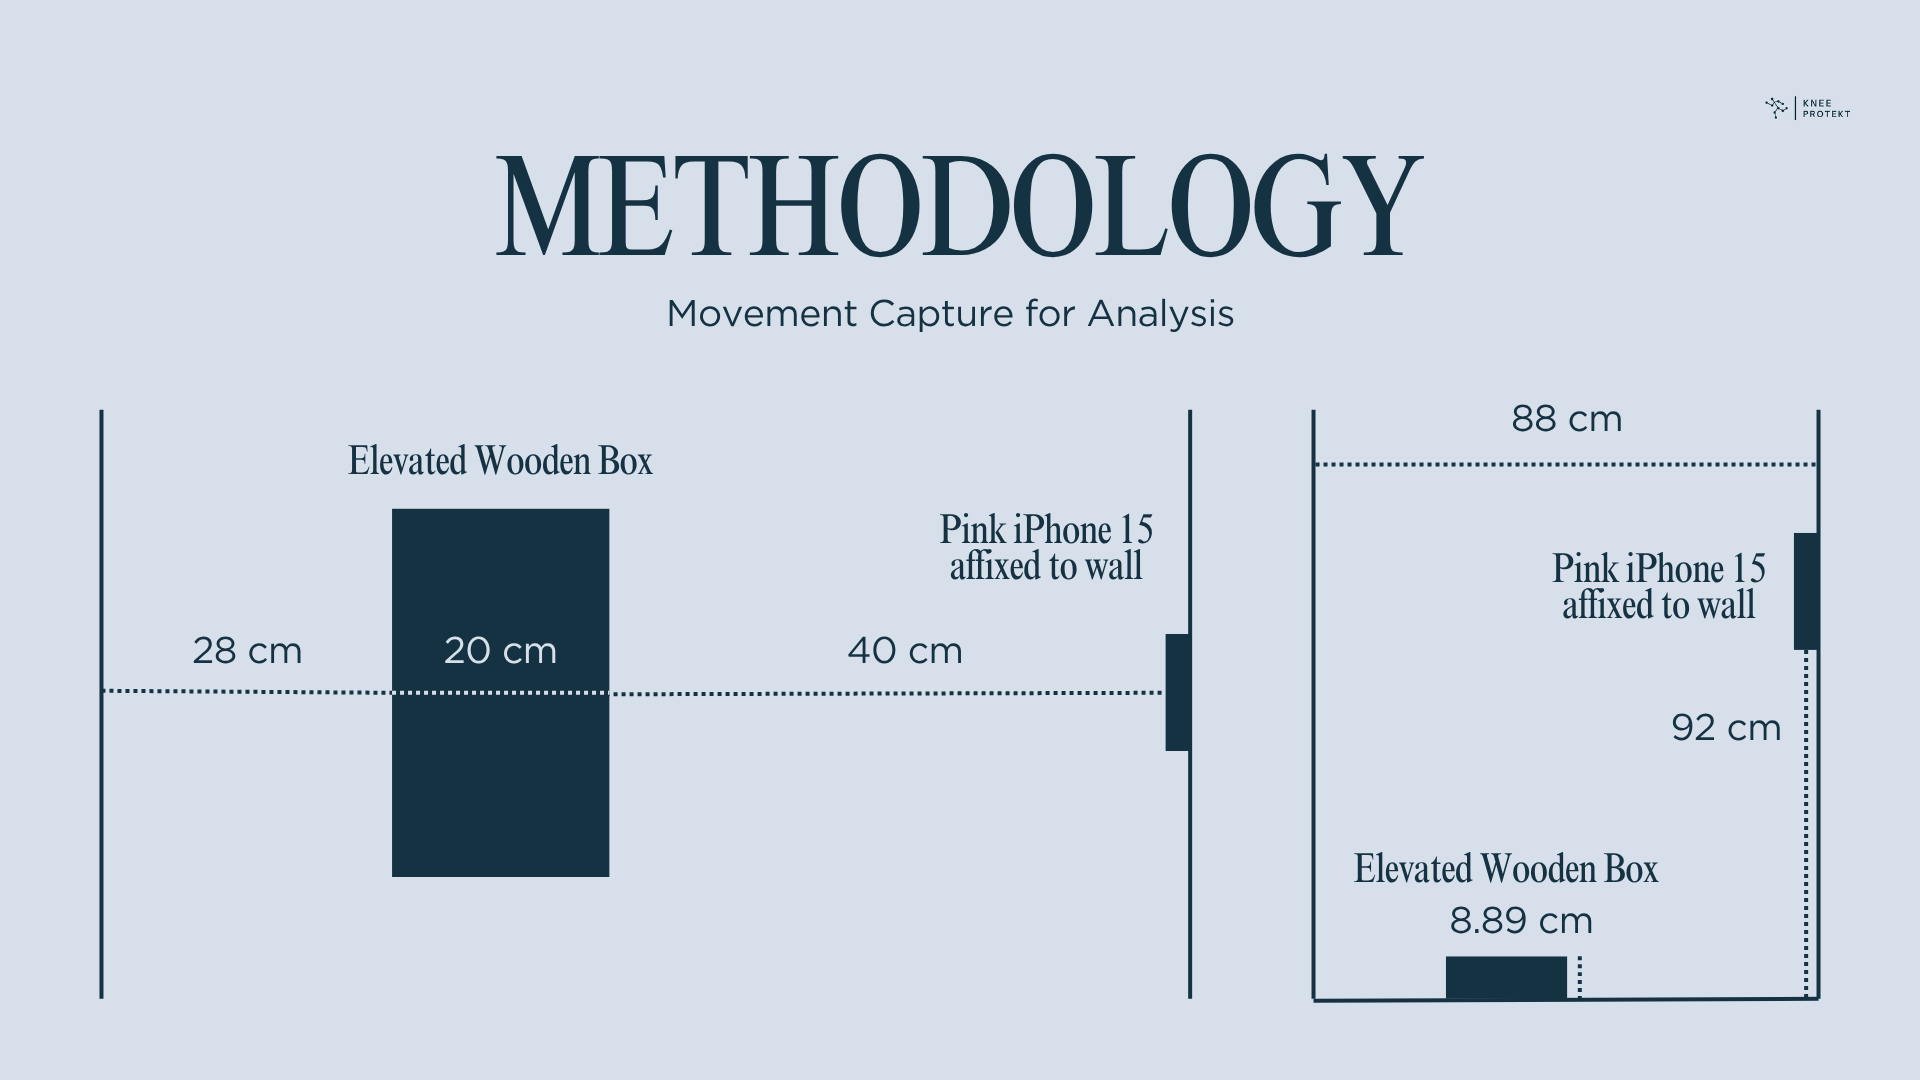 KNEE
PROTEKT
METHODOLOGY
Movement Capture for Analysis
Elevated Wooden Box
Pink iPhone 15
affixed to wall
28 cm
20 cm
40 cm
88 cm
Pink iPhone 15
affixed to wall
92 cm
Elevated Wooden Box
8.89 cm